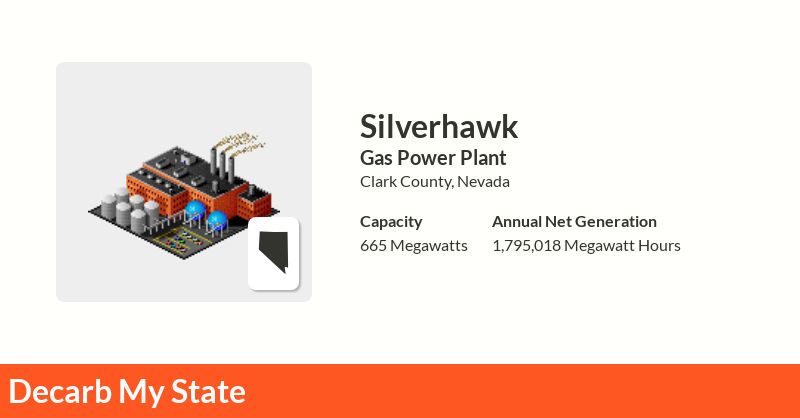 Silverhawk
Gas Power Plant
Clark County, Nevada
Capacity
665 Megawatts
Annual Net Generation
1,795,018 Megawatt Hours
Decarb My State